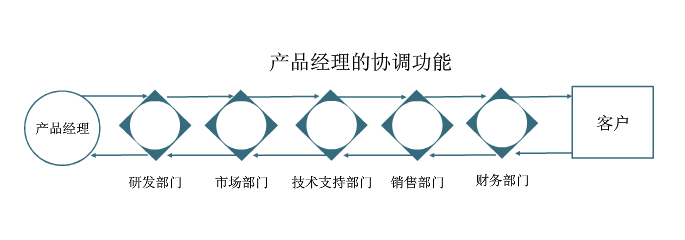 产品经理的协调功能
产品经理
客户
研发部门
市场部门
技术支持部门
销售部门
财务部门